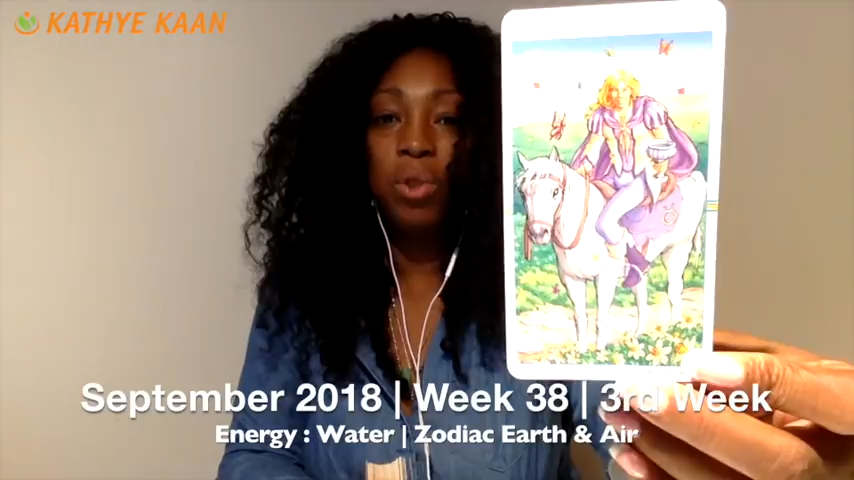 KATHYE KAAN
September 2018 | Week 38 | 3rd Week
Energy : Water | Zodiac Earth & Air